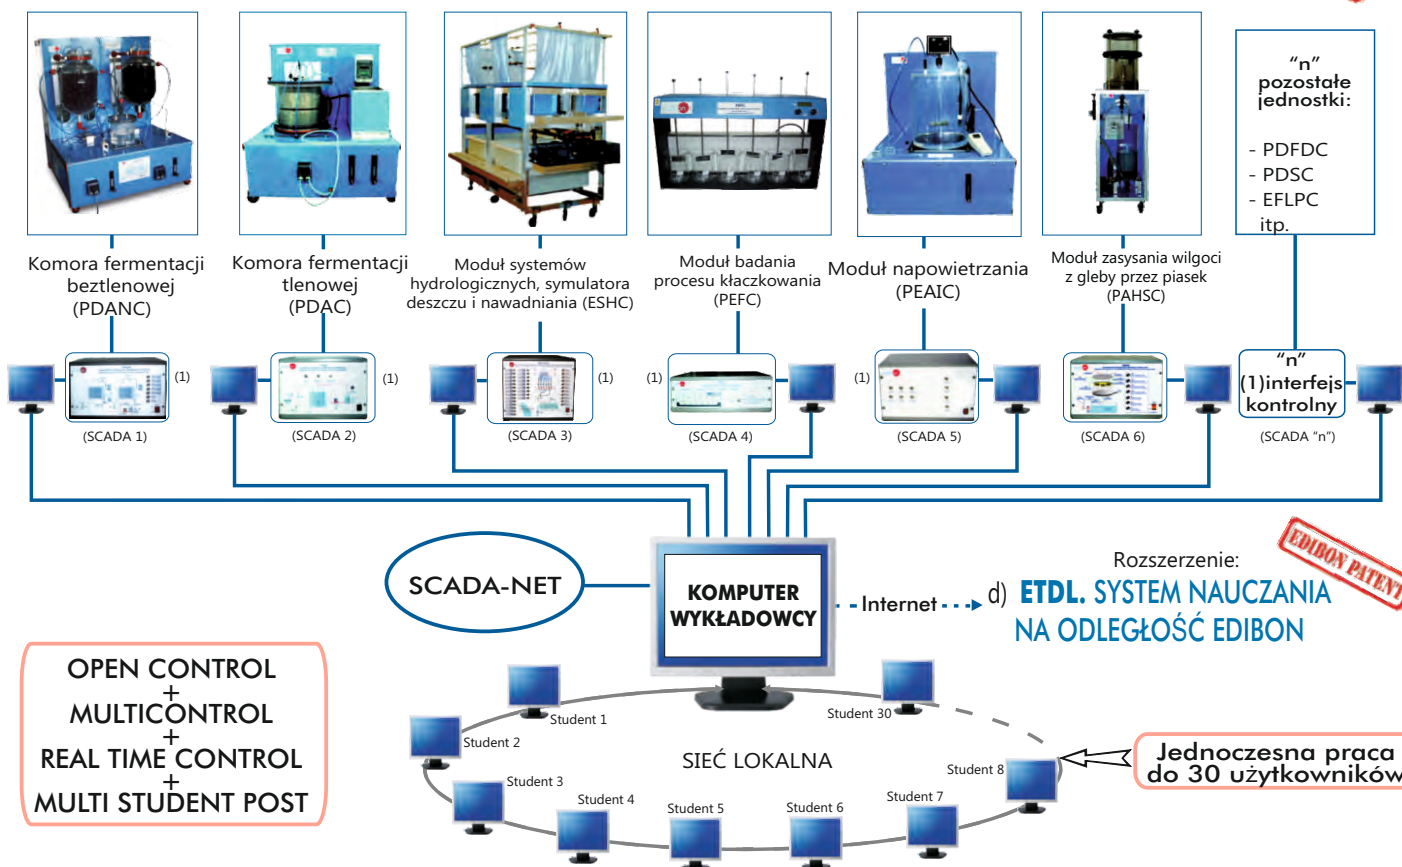 "n"
pozostałe
jednostki:
- PDFDC
- PDSC
- EFLPC
itp.
Komora fermentacji
beztlenowej
(PDANC)
Komora fermentacji
tlenowej
(PDAC)
Moduł systemów
hydrologicznych, symulatora
deszczu i nawadniania (ESHC)
Moduł badania
procesu kłaczkowania
(PEFC)
Moduł napowietrzania
(PEAIC)
Moduł zasysania wilgoci
z gleby przez piasek
(PAHSC)
(1)
(SCADA 1)
(1)
(SCADA 2)
(1)
(SCADA 3)
(1)
(SCADA 4)
(1)
(SCADA 5)
(SCADA 6)
"n"
(1)interfejs
kontrolny
(SCADA "n")
SCADA-NET
KOMPUTER
WYKŁADOWCY
Internet
Rozszerzenie:
d) ETDL. SYSTEM NAUCZANIA
NA ODLEGŁOŚĆ EDIBON
EDIBON PATENT
OPEN CONTROL
+
MULTICONTROL
+
REAL TIME CONTROL
+
MULTI STUDENT POST
Student 1
Student 2
Student 3
Student 4
Student 5
Student 6
Student 7
Student 8
Student 30
SIEĆ LOKALNA
Jednoczesna praca
do 30 użytkowników